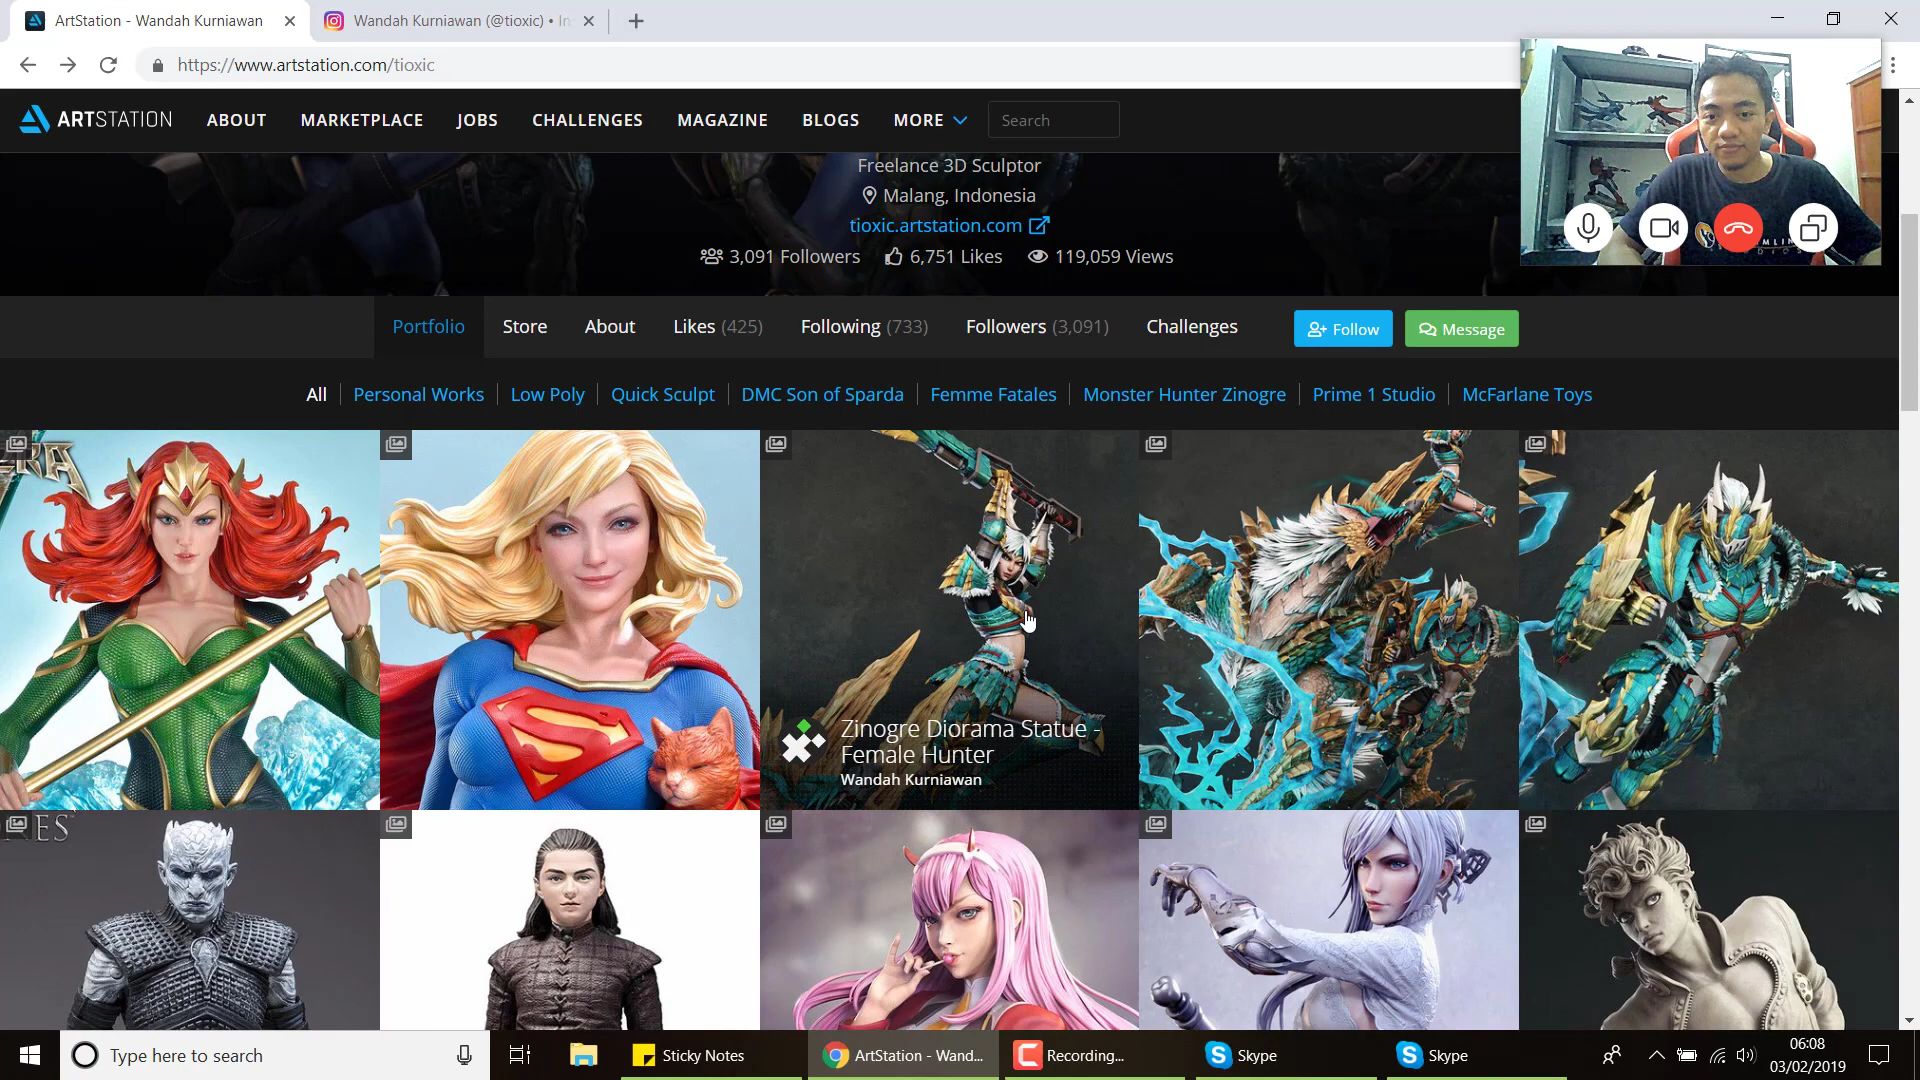 ArtStation - Wandah Kurniawan
Wandah Kurniawan (@tioxic) • In
https://www.artstation.com/tioxic
ARTSTATION
ABOUT
MARKETPLACE
JOBS
CHALLENGES
MAGAZINE
BLOGS
MORE
Search
Freelance 3D Sculptor
Malang, Indonesia
tioxic.artstation.com
3,091 Followers
6,751 Likes
119,059 Views
Portfolio
Store
About
Likes (425)
Following (733)
Followers (3,091)
Challenges
Follow
Message
All
Personal Works
Low Poly
Quick Sculpt
DMC Son of Sparda
Femme Fatales
Monster Hunter Zinogre
Prime 1 Studio
McFarlane Toys
Zinogre Diorama Statue -
Female Hunter
Wandah Kurniawan
Type here to search
Sticky Notes
ArtStation - Wand...
Recording...
Skype
Skype
06:08
03/02/2019